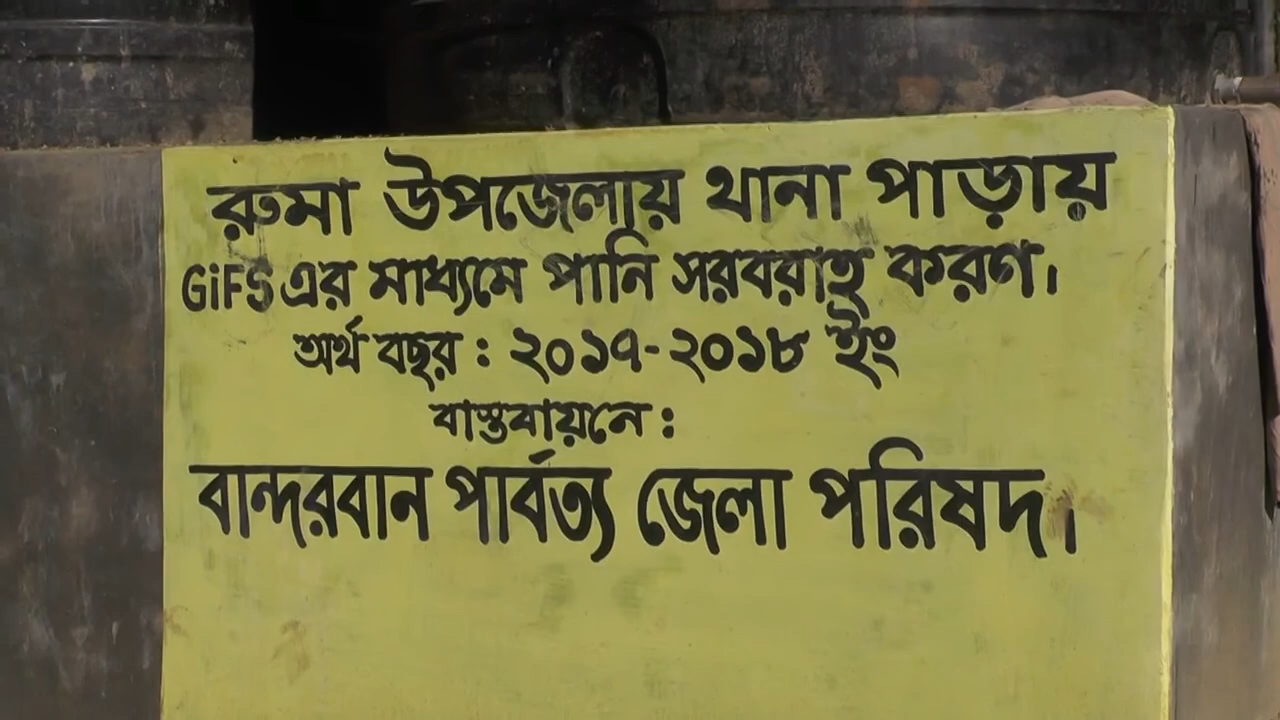 রুমা উপজেলায় থানা পাড়ায়
GiFS এর মাধ্যমে পানি সরবরাহ করণ।
অর্থ বছর : ২০১৭-২০১৮ ইং
বাস্তবায়নে :
বান্দরবান পার্বত্য জেলা পরিষদ।